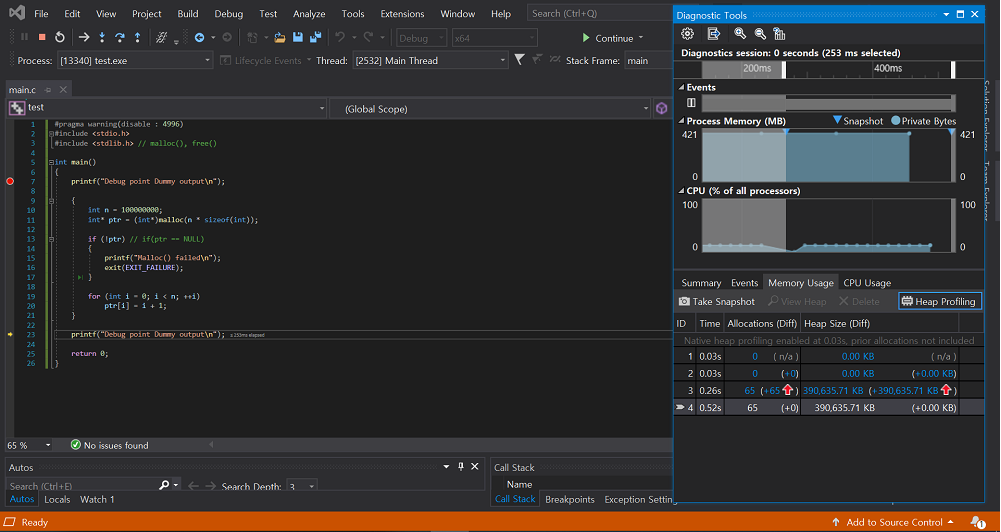 File Edit View Project Build Debug Test Analyze Tools Extensions Window Help Search (Ctrl+Q)
Debug x64 Continue
Process: [13340] test.exe Lifecycle Events Thread: [2532] Main Thread Stack Frame: main
main.c
test (Global Scope)
1 #pragma warning(disable : 4996)
2 #include <stdio.h>
3 #include <stdlib.h> // malloc(), free()
4
5 int main()
6 {
7 printf("Debug point Dummy output\n");
8
9 {
10 int n = 100000000;
11 int* ptr = (int*)malloc(n * sizeof(int));
12
13 if (!ptr) // if(ptr == NULL)
14 {
15 printf("Malloc() failed\n");
16 exit(EXIT_FAILURE);
17 }
18
19 for (int i = 0; i < n; ++i)
20 ptr[i] = i + 1;
21 }
22
23 printf("Debug point Dummy output\n"); ≤ 253ms elapsed
24
25 return 0;
26 }
65 % No issues found
Autos
Search (Ctrl+E) Search Depth: 3
Autos Locals Watch 1
Call Stack
Name
Call Stack Breakpoints Exception Setting
Diagnostic Tools
Diagnostics session: 0 seconds (253 ms selected)
200ms 400ms
Events
Process Memory (MB) Snapshot Private Bytes
421 421
0 0
CPU (% of all processors)
100 100
0 0
Summary Events Memory Usage CPU Usage
Take Snapshot View Heap Delete Heap Profiling
ID Time Allocations (Diff) Heap Size (Diff)
Native heap profiling enabled at 0.03s, prior allocations not included
1 0.03s 0 (n/a) 0.00 KB (n/a)
2 0.03s 0 (+0) 0.00 KB (+0.00 KB)
3 0.26s 65 (+65) 390,635.71 KB (+390,635.71 KB)
4 0.52s 65 (+0) 390,635.71 KB (+0.00 KB)
Solution Explorer
Team Explorer
Ready Add to Source Control 1